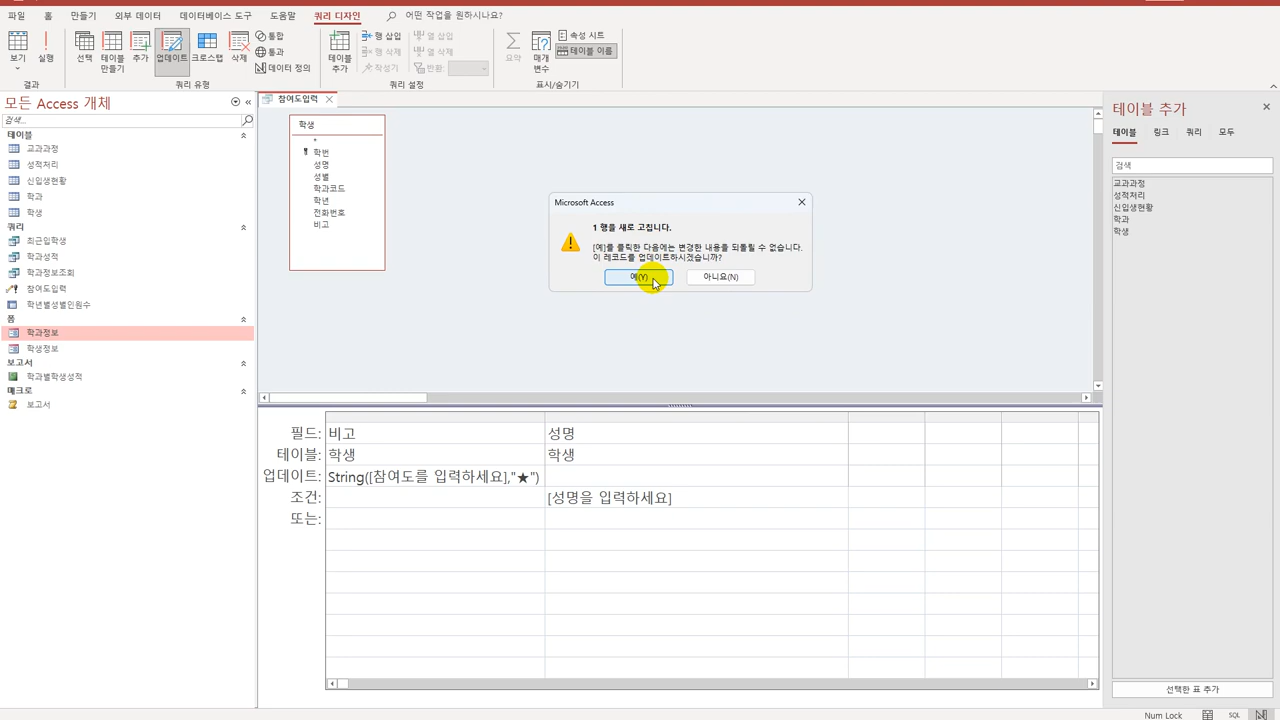 파일 홈 만들기 외부 데이터 데이터베이스 도구 도움말 쿼리 디자인 어떤 작업을 원하시나요?
보기 실행 선택 테이블 만들기 추가 업데이트 크로스탭 삭제 통합 통과 데이터 정의 테이블 추가 행 삽입 행 삭제 작성기 열 삽입 열 삭제 반환: 요약 매개 변수 속성 시트 테이블 이름
결과 쿼리 유형 쿼리 설정 표시/숨기기
모든 Access 개체
검색...
테이블
교과과정
성적처리
신입생현황
학과
학생
쿼리
최근입학생
학과정보
학과정보조회
참여도입력
학년별성별인원수
폼
학과정보
학생정보
보고서
학과별학생성적
매크로
보고서
참여도입력
학생
*
학번
성명
성별
학과코드
학년
전화번호
비고
Microsoft Access
1 행을 새로 고칩니다.
[예]를 클릭한 다음에는 변경한 내용을 되돌릴 수 없습니다.
이 레코드를 업데이트하시겠습니까?
예(Y) 아니요(N)
필드: 비고 성명
테이블: 학생 학생
업데이트: String([참여도를 입력하세요],"★")
조건: [성명을 입력하세요]
또는:
테이블 추가
테이블 링크 쿼리 모두
검색
교과과정
성적처리
신입생현황
학과
학생
선택한 표 추가
Num Lock SQL